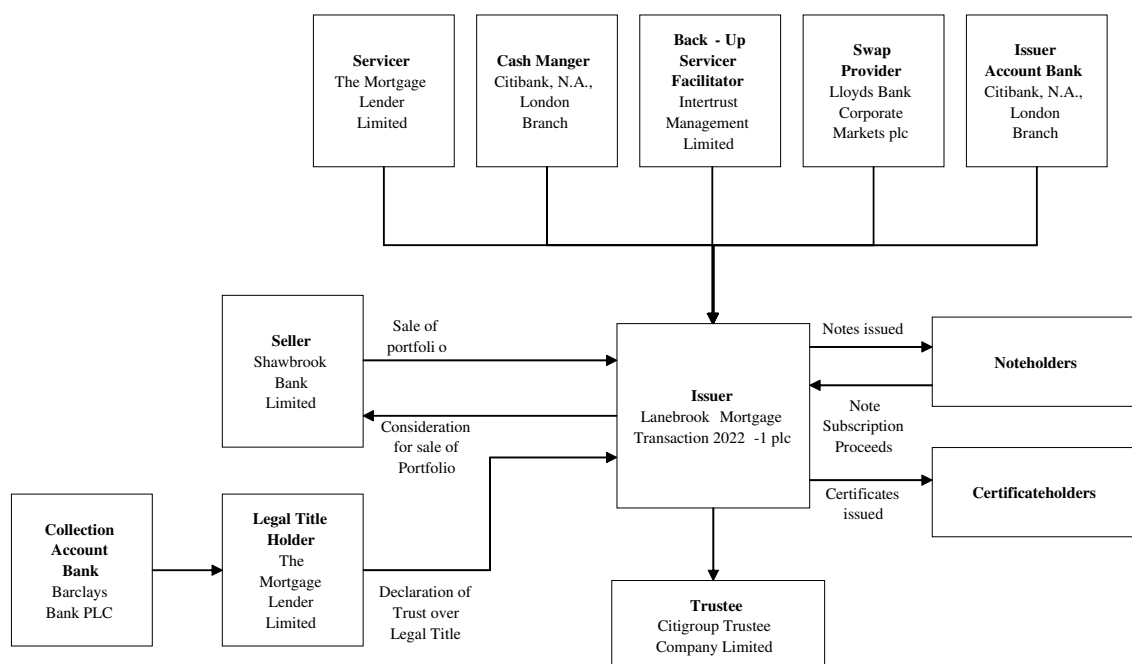 Servicer
The Mortgage
Lender
Limited
Cash Manger
Citibank, N.A.,
London
Branch
Back - Up
Servicer
Facilitator
Intertrust
Management
Limited
Swap
Provider
Lloyds Bank
Corporate
Markets plc
Issuer
Account Bank
Citibank, N.A.,
London
Branch
Seller
Shawbrook
Bank
Limited
Sale of
portfoli o
Consideration
for sale of
Portfolio
Issuer
Lanebrook Mortgage
Transaction 2022 -1 plc
Notes issued
Noteholders
Note
Subscription
Proceeds
Certificates
issued
Certificateholders
Collection
Account
Bank
Barclays
Bank PLC
Legal Title
Holder
The
Mortgage
Lender
Limited
Declaration of
Trust over
Legal Title
Trustee
Citigroup Trustee
Company Limited